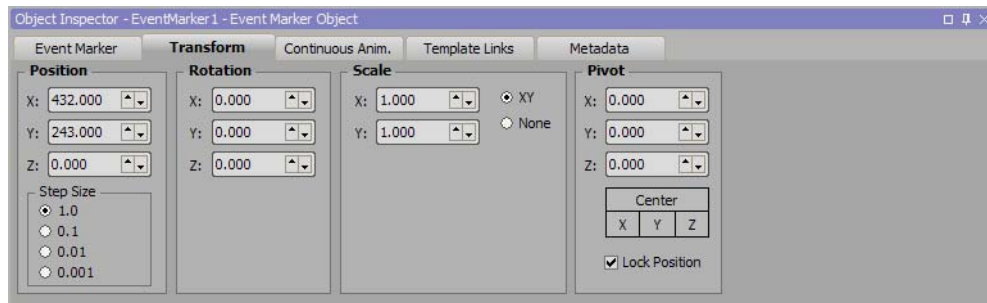 Object Inspector - EventMarker1 - Event Marker Object
Event Marker Transform Continuous Anim. Template Links Metadata
Position Rotation Scale Pivot
X: 432.000 X: 0.000 X: 1.000 XY X: 0.000
Y: 243.000 Y: 0.000 Y: 1.000 None Y: 0.000
Z: 0.000 Z: 0.000 Z: 0.000
Step Size
1.0
0.1
0.01
0.001
Center
X Y Z
Lock Position